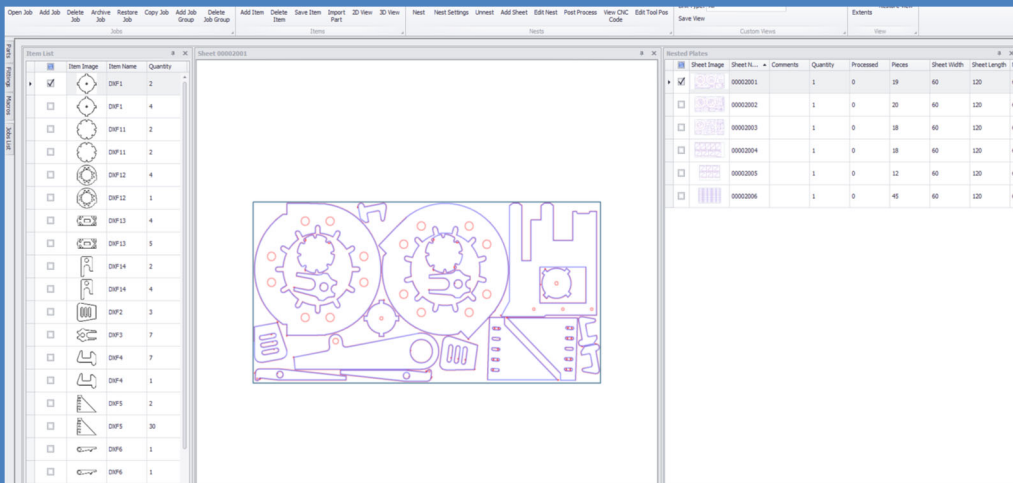 Open Job Add Job Delete Job Archive Job Restore Job Copy Job Add Job Group Delete Job Group Add Item Delete Item Save Item Import Part 2D View 3D View Nest Nest Settings Unnest Add Sheet Edit Nest Post Process View CNC Code Edit Tool Pos
Save View
Extents
Jobs Items Nests Custom Views View
Parts
Fittings
Macros
Jobs List
Item List
Item Image Item Name Quantity
DXF1 2
DXF1 4
DXF11 2
DXF11 2
DXF12 4
DXF12 1
DXF13 4
DXF13 5
DXF14 2
DXF14 4
DXF2 3
DXF3 7
DXF4 7
DXF4 1
DXF5 2
DXF5 30
DXF6 1
DXF6 1
Sheet 00002001
Nested Plates
Sheet Image Sheet N... Comments Quantity Processed Pieces Sheet Width Sheet Length
00002001 1 0 19 60 120
00002002 1 0 20 60 120
00002003 1 0 18 60 120
00002004 1 0 18 60 120
00002005 1 0 12 60 120
00002006 1 0 45 60 120